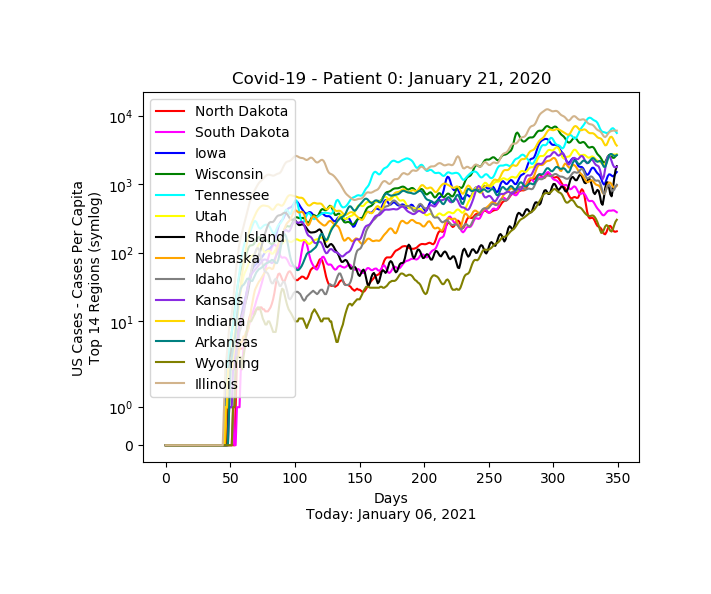 Covid-19 - Patient 0: January 21, 2020
US Cases - Cases Per Capita
Top 14 Regions (symlog)
10^4
10^3
10^2
10^1
10^0
0
North Dakota
South Dakota
Iowa
Wisconsin
Tennessee
Utah
Rhode Island
Nebraska
Idaho
Kansas
Indiana
Arkansas
Wyoming
Illinois
0 50 100 150 200 250 300 350
Days
Today: January 06, 2021